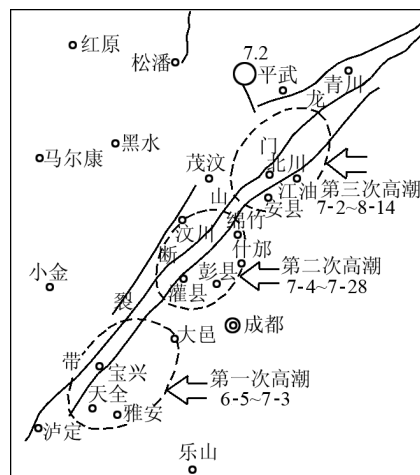 红原
松潘
7.2
平武
青川
龙
门
山
断
裂
带
黑水
马尔康
茂汶
北川
江油
安县
第三次高潮
7-2~8-14
汶川
绵竹
什邡
彭县
灌县
第二次高潮
7-4~7-28
小金
大邑
成都
宝兴
天全
雅安
第一次高潮
6-5~7-3
泸定
乐山